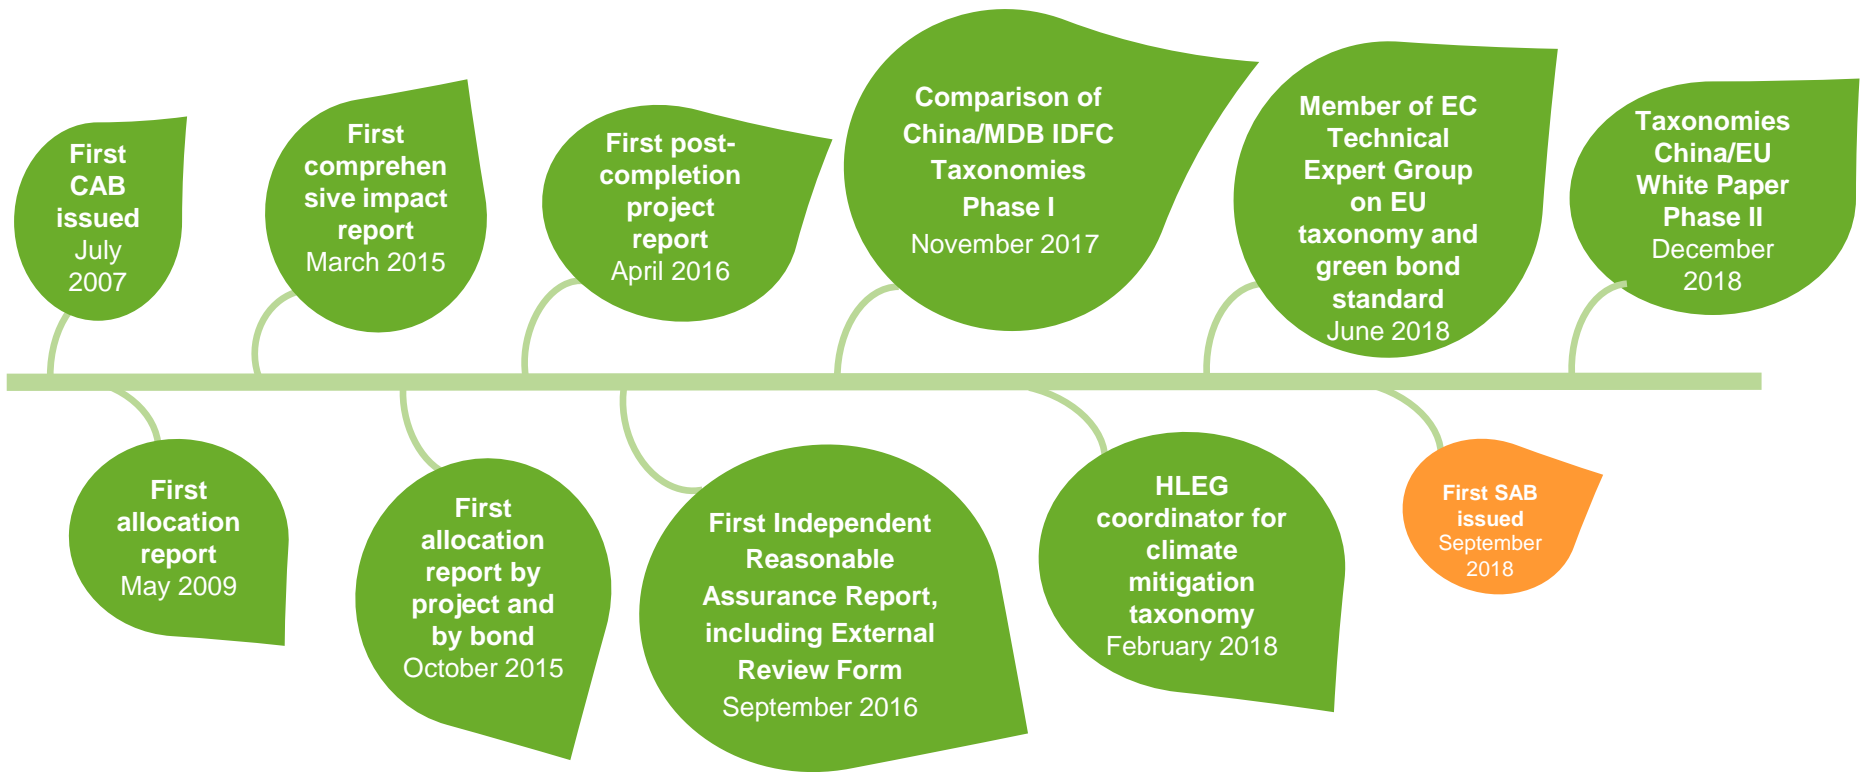 First
CAB
issued
July
2007
First
comprehen
sive impact
report
March 2015
First post-
completion
project
report
April 2016
Comparison of
China/MDB IDFC
Taxonomies
Phase I
November 2017
Member of EC
Technical
Expert Group
on EU
taxonomy and
green bond
standard
June 2018
Taxonomies
China/EU
White Paper
Phase II
December
2018
First
allocation
report
May 2009
First
allocation
report by
project and
by bond
October 2015
First Independent
Reasonable
Assurance Report,
including External
Review Form
September 2016
HLEG
coordinator for
climate
mitigation
taxonomy
February 2018
First SAB
issued
September
2018